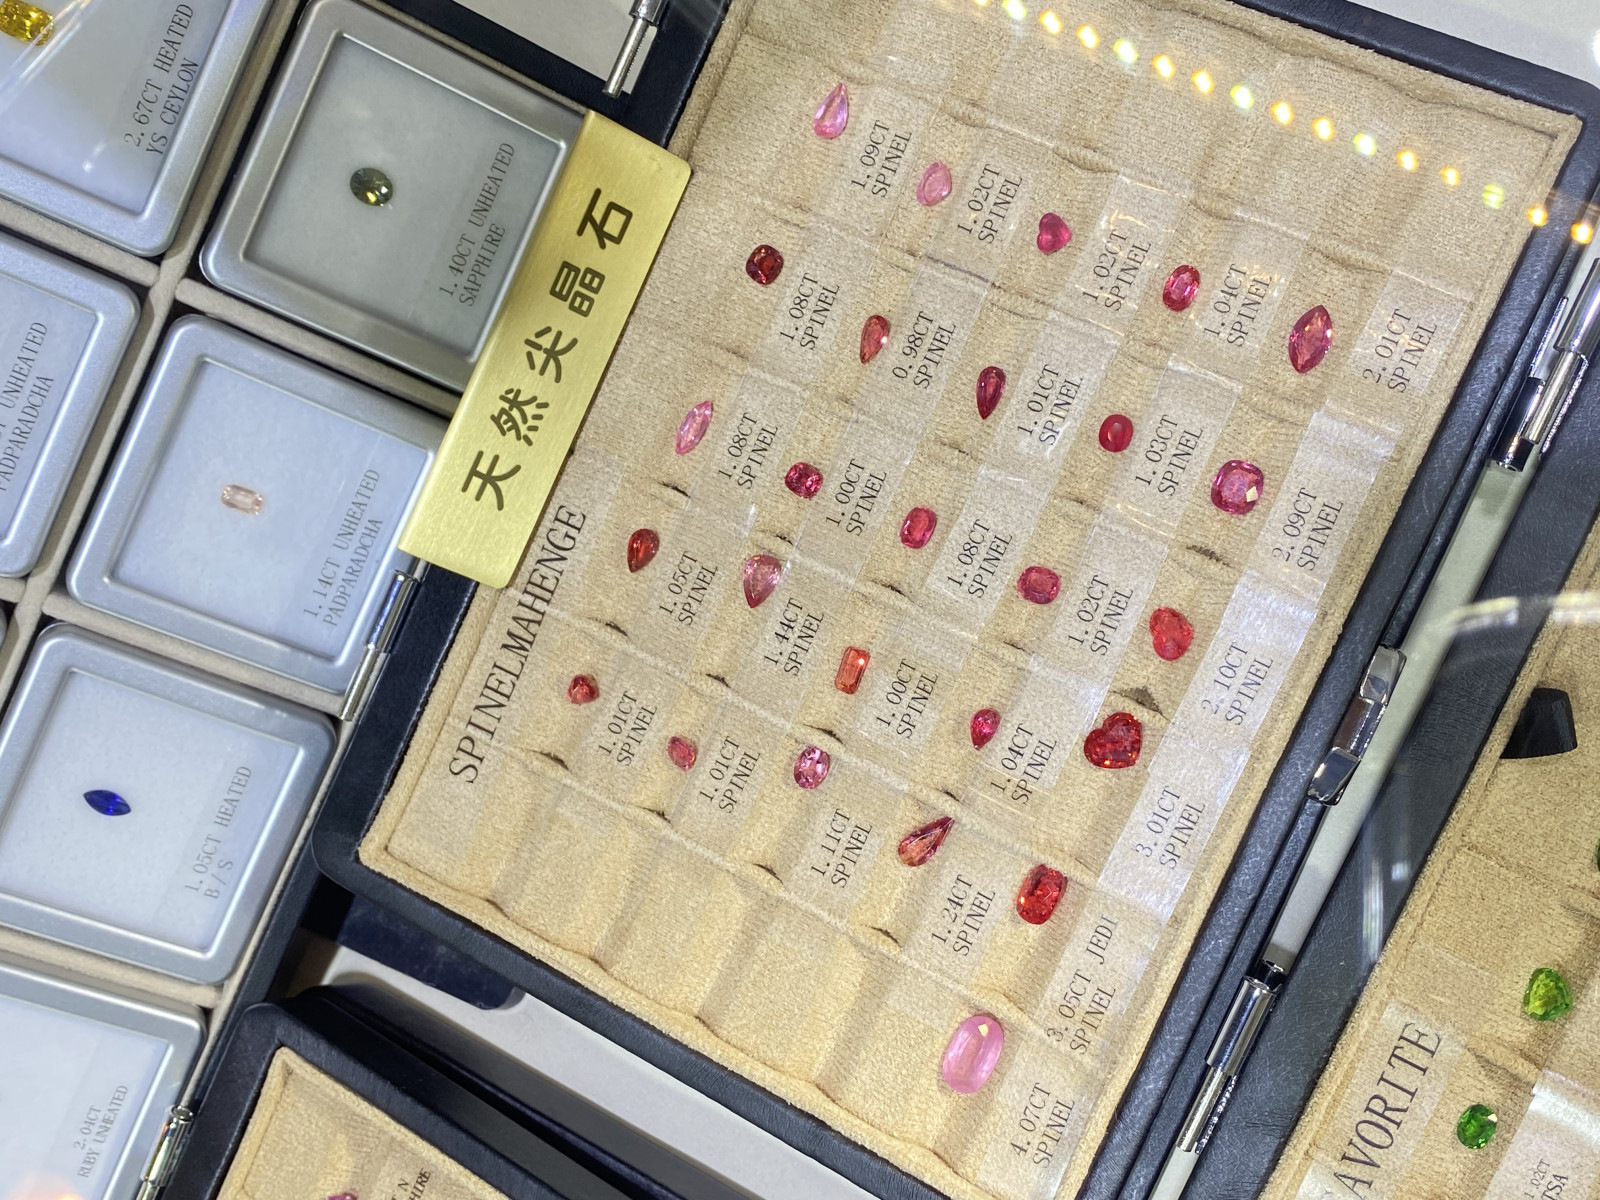 2.67CT HEATED
YS CEYLON
1.40CT UNHEATED
SAPPHIRE
UNHEATED
PADPARADCHA
1.14CT UNHEATED
PADPARADCHA
1.05CT HEATED
B/S
2.04CT
RUBY UNHEATED
天然尖晶石
SPINELMAHENGE
1.09CT
SPINEL
1.02CT
SPINEL
1.02CT
SPINEL
1.04CT
SPINEL
2.01CT
SPINEL
1.08CT
SPINEL
0.98CT
SPINEL
1.01CT
SPINEL
1.03CT
SPINEL
2.09CT
SPINEL
1.08CT
SPINEL
1.00CT
SPINEL
1.08CT
SPINEL
1.02CT
SPINEL
2.10CT
SPINEL
1.05CT
SPINEL
1.44CT
SPINEL
1.00CT
SPINEL
1.04CT
SPINEL
3.01CT
SPINEL
1.01CT
SPINEL
1.01CT
SPINEL
1.11CT
SPINEL
1.24CT
SPINEL
3.05CT JEDI
SPINEL
4.07CT
SPINEL
AVORITE